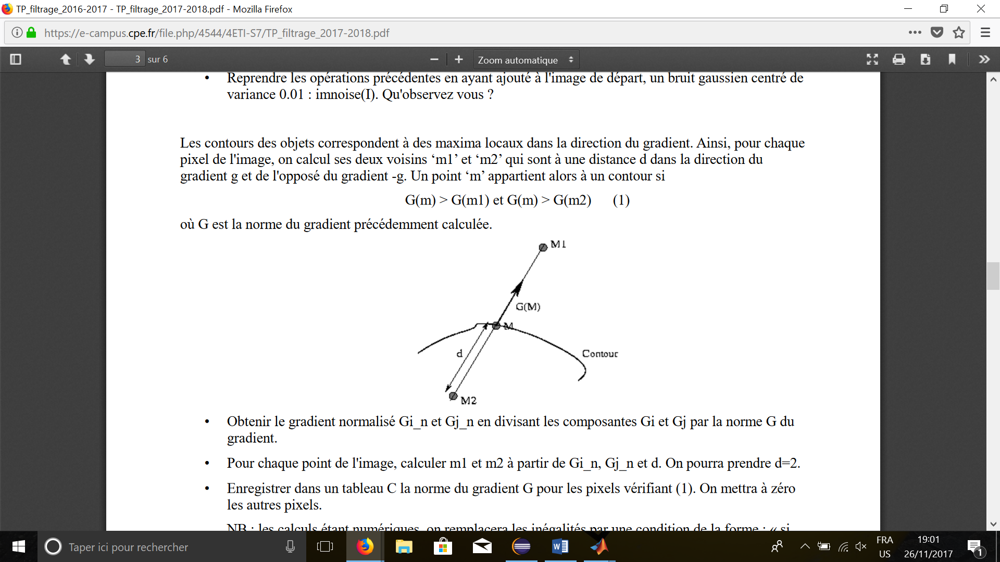 TP_filtrage_2016-2017 - TP_filtrage_2017-2018.pdf - Mozilla Firefox
https://e-campus.cpe.fr/file.php/4544/4ETI-S7/TP_filtrage_2017-2018.pdf
3 sur 6
Zoom automatique
• Reprendre les opérations précédentes en ayant ajouté à l'image de départ, un bruit gaussien centré de
variance 0.01 : imnoise(I). Qu'observez vous ?
Les contours des objets correspondent à des maxima locaux dans la direction du gradient. Ainsi, pour chaque
pixel de l'image, on calcul ses deux voisins ‘m1’ et ‘m2’ qui sont à une distance d dans la direction du
gradient g et de l'opposé du gradient -g. Un point ‘m’ appartient alors à un contour si
G(m) > G(m1) et G(m) > G(m2) (1)
où G est la norme du gradient précédemment calculée.
M1
G(M)
M
d
Contour
M2
• Obtenir le gradient normalisé Gi_n et Gj_n en divisant les composantes Gi et Gj par la norme G du
gradient.
• Pour chaque point de l'image, calculer m1 et m2 à partir de Gi_n, Gj_n et d. On pourra prendre d=2.
• Enregistrer dans un tableau C la norme du gradient G pour les pixels vérifiant (1). On mettra à zéro
les autres pixels.
NB : les calculs étant numériques, on remplacera les inégalités par une condition de la forme : « si
Taper ici pour rechercher
FRA
US
19:01
26/11/2017
1